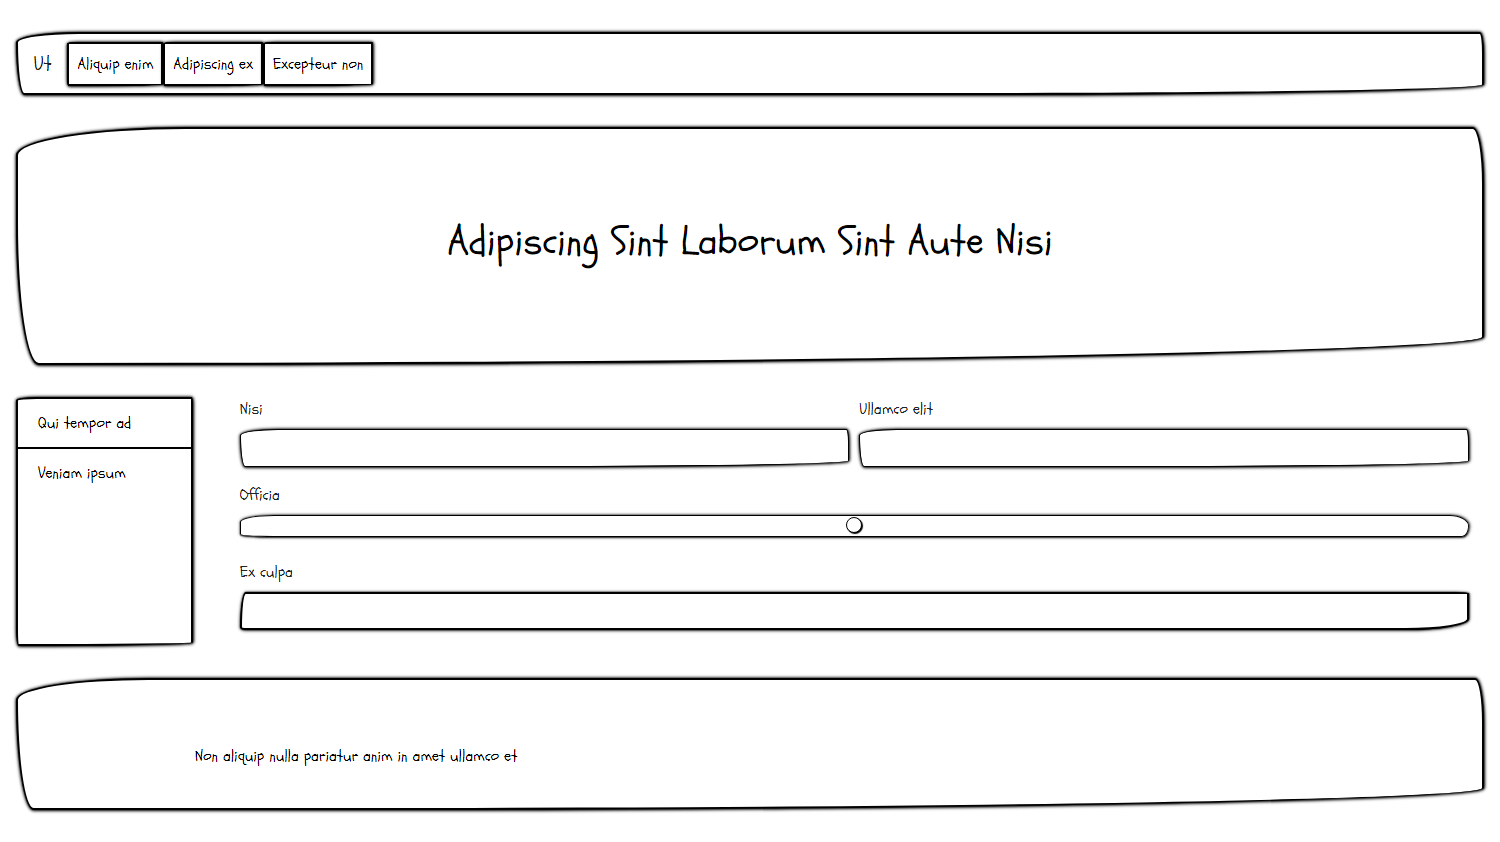 Ut Aliquip enim Adipiscing ex Excepteur non
Adipiscing Sint Laborum Sint Aute Nisi
Qui tempor ad
Veniam ipsum
Nisi Ullamco elit
Officia
Ex culpa
Non aliquip nulla pariatur anim in amet ullamco et